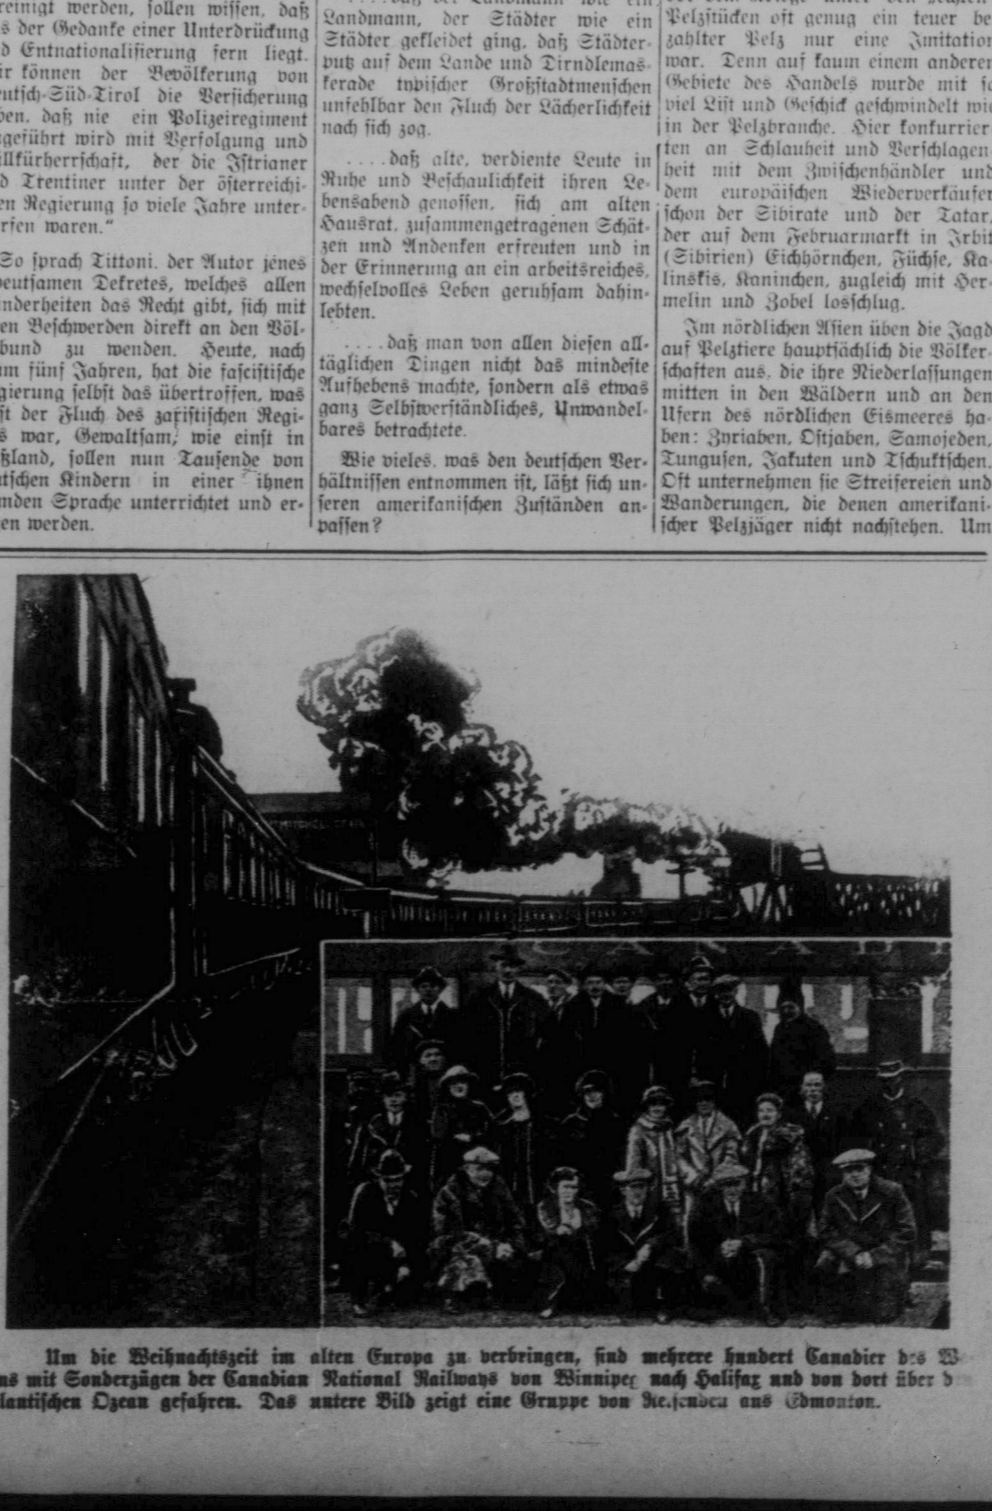 reinigt werden, sollen wissen, daß
s der Gedanke einer Unterdrückung
d Entnationalisierung fern liegt.
ir können der Bevölkerung von
eutsch-Süd-Tirol die Versicherung
ben, daß nie ein Polizeiregiment
geführt wird mit Verfolgung und
illkürherrschaft, der die Istrianer
d Trentiner unter der österreichi-
en Regierung so viele Jahre unter-
rfen waren."
So sprach Tittoni, der Autor jenes
deutsamen Dekretes, welches allen
nderheiten das Recht gibt, sich mit
en Beschwerden direkt an den Völ-
bund zu wenden. Heute, nach
um fünf Jahren, hat die fascistische
gierung selbst das übertroffen, was
st der Fluch des zaristischen Regi-
s war, Gewaltsam, wie einst in
ßland, sollen nun Tausende von
utschen Kindern in einer ihnen
mden Sprache unterrichtet und er-
en werden.
....daß der Landmann wie ein
Landmann, der Städter wie ein
Städter gekleidet ging, daß Städter-
putz auf dem Lande und Dirndlemas-
kerade typischer Großstadtmenschen
unfehlbar den Fluch der Lächerlichkeit
nach sich zog.
....daß alte, verdiente Leute in
Ruhe und Beschaulichkeit ihren Le-
bensabend genossen, sich am alten
Hausrat, zusammengetragenen Schät-
zen und Andenken erfreuten und in
der Erinnerung an ein arbeitsreiches,
wechselvolles Leben geruhsam dahin-
lebten.
....daß man von allen diesen all-
täglichen Dingen nicht das mindeste
Aufhebens machte, sondern als etwas
ganz Selbstverständliches, Unwandel-
bares betrachtete.
Wie vieles, was den deutschen Ver-
hältnissen entnommen ist, läßt sich un-
seren amerikanischen Zuständen an-
passen?
Pelzstücken oft genug ein teuer be
zahlter Pelz nur eine Imitation
war. Denn auf kaum einem anderen
Gebiete des Handels wurde mit so
viel List und Geschick geschwindelt wie
in der Pelzbranche. Hier konkurrier-
ten an Schlauheit und Verschlagen-
heit mit dem Zwischenhändler und
dem europäischen Wiederverkäufer
schon der Sibirate und der Tatar,
der auf dem Februarmarkt in Irbit
(Sibirien) Eichhörnchen, Füchse, Ka-
linskis, Kaninchen, zugleich mit Her-
melin und Zobel losschlug.
Im nördlichen Asien üben die Jagd
auf Pelztiere hauptsächlich die Völker-
schaften aus, die ihre Niederlassungen
mitten in den Wäldern und an den
Ufern des nördlichen Eismeeres ha-
ben: Zyriaben, Ostjaben, Samojeden,
Tungusen, Jakuten und Tschuktschen.
Oft unternehmen sie Streifereien und
Wanderungen, die denen amerikani-
scher Pelzjäger nicht nachstehen. Um
Um die Weihnachtszeit im alten Europa zu verbringen, sind mehrere hundert Canadier des We
ns mit Sonderzügen der Canadian National Railways von Winnipeg nach Halifax und von dort über d
lantischen Ozean gefahren. Das untere Bild zeigt eine Gruppe von Reisenden aus Edmonton.